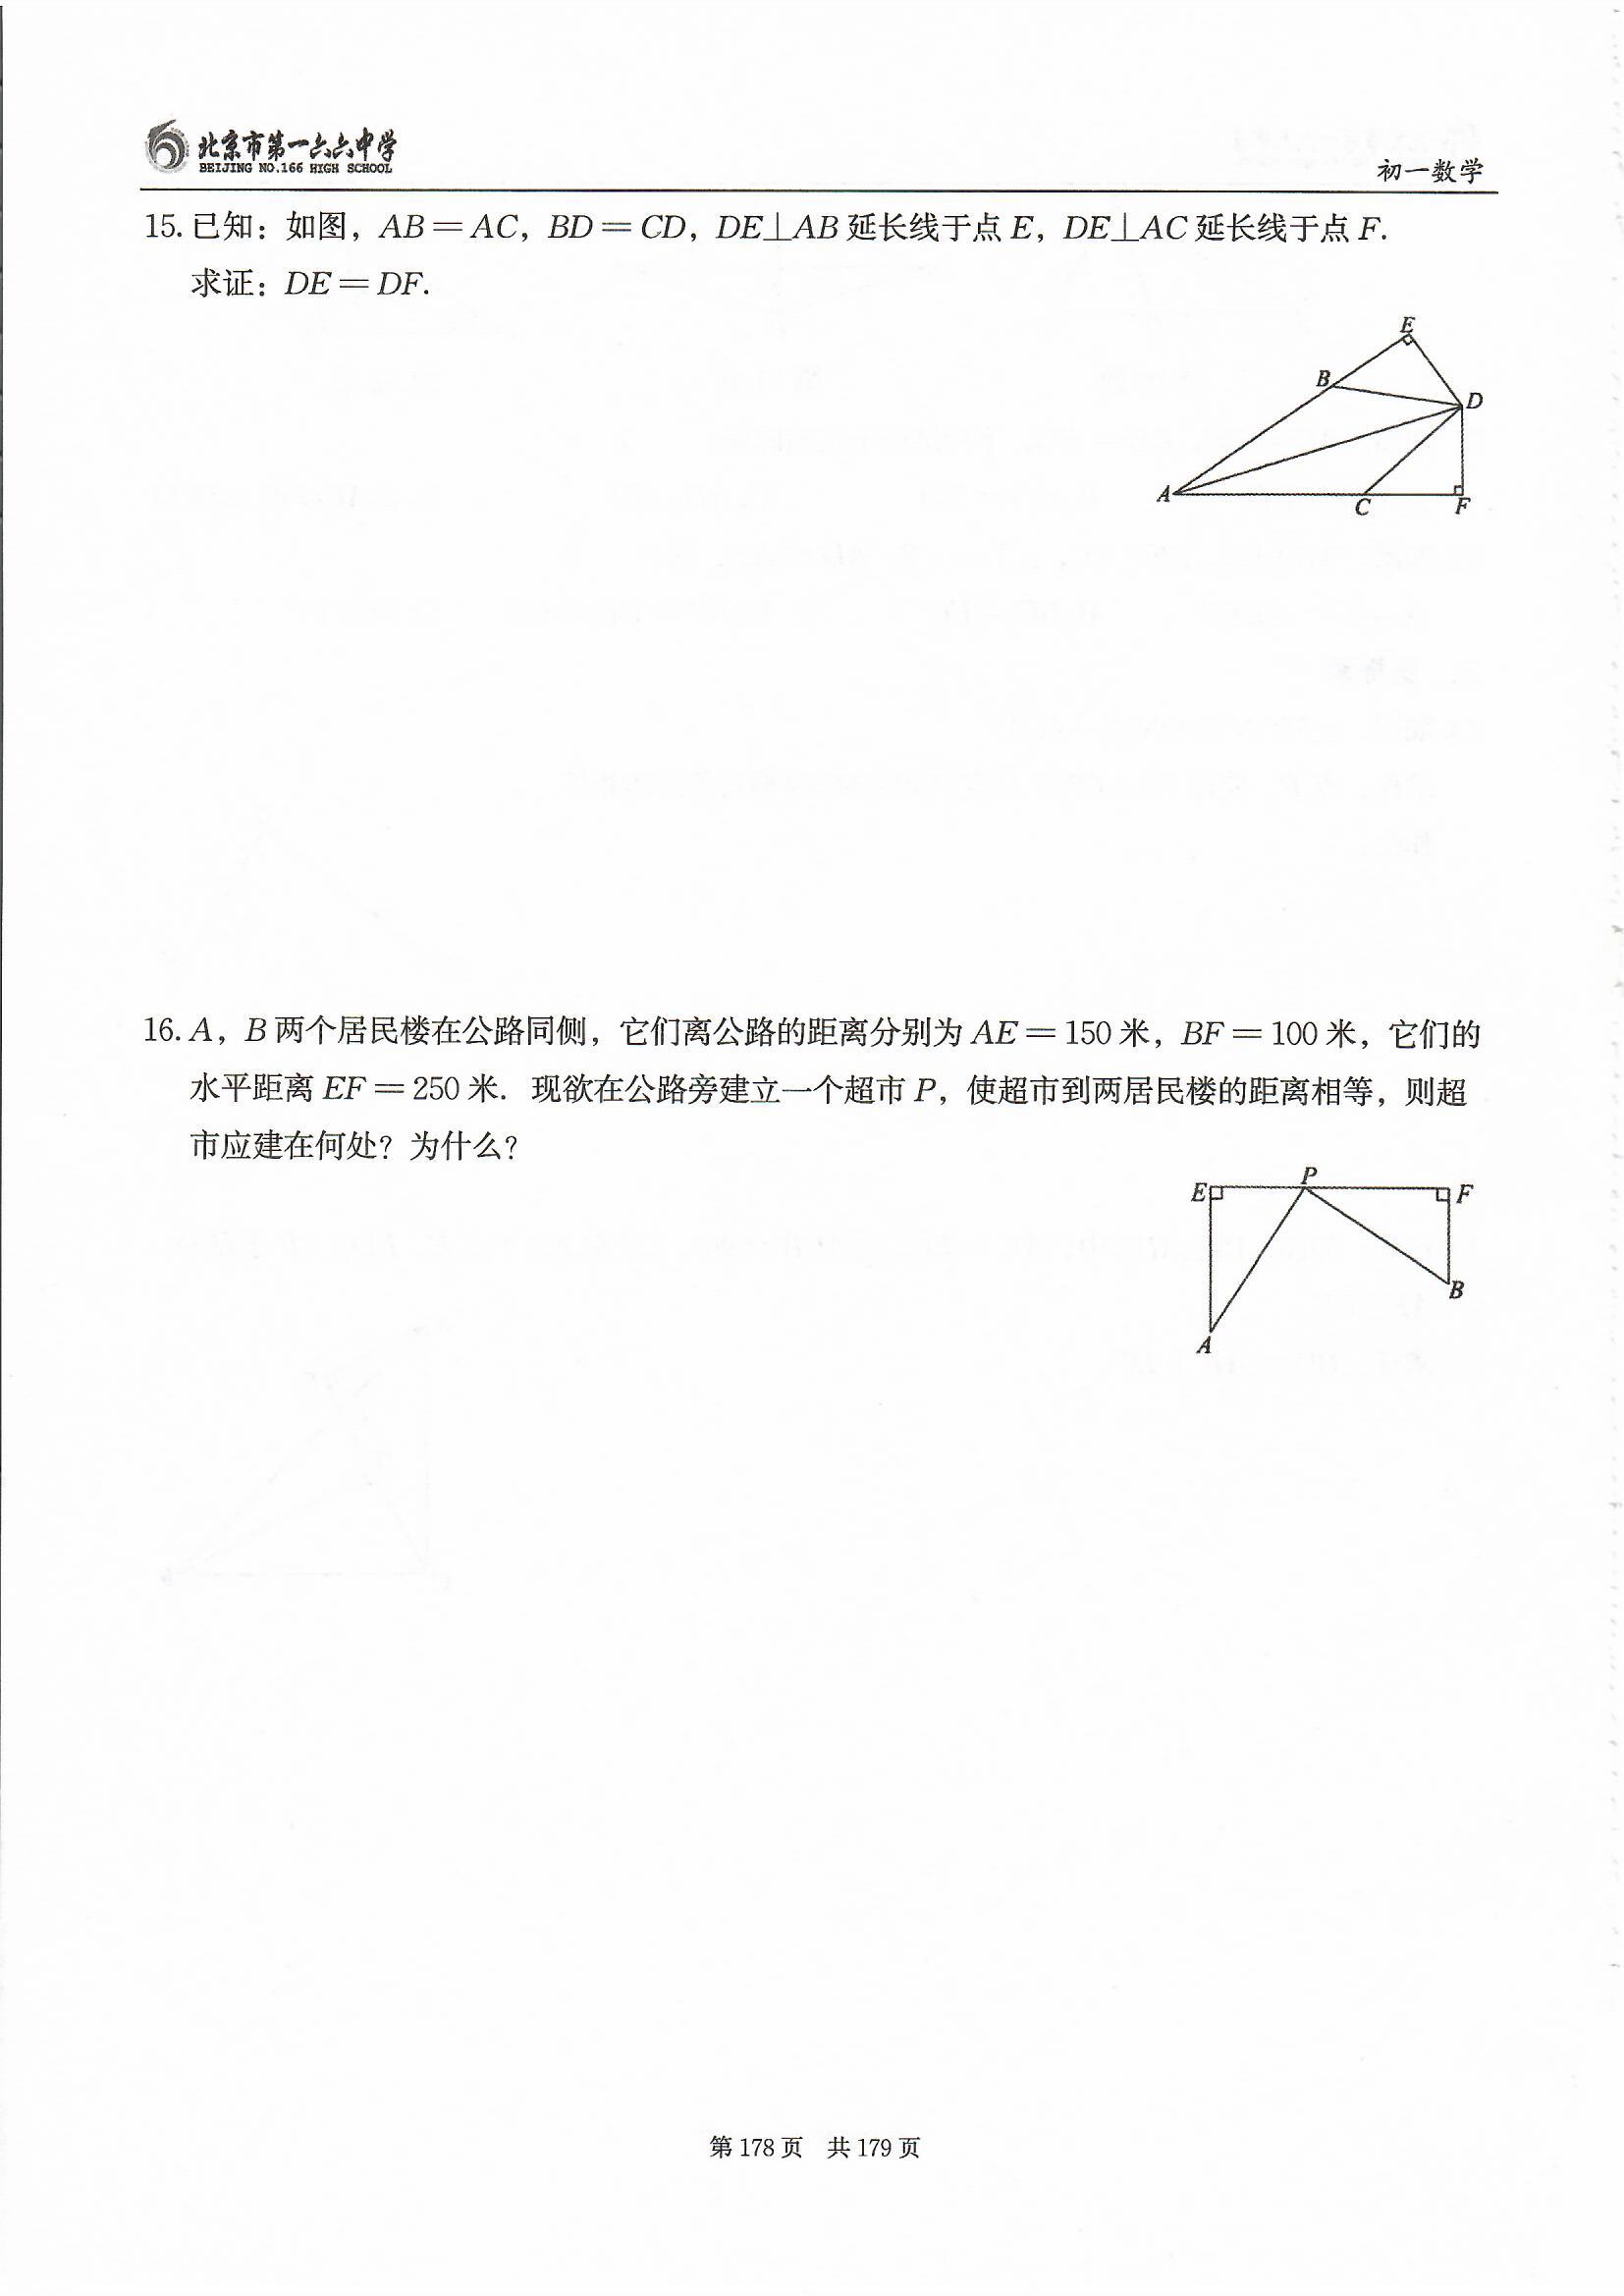 北京市第一六六中学
BEIJING NO.166 HIGH SCHOOL
初一数学
15. 已知：如图，AB＝AC，BD＝CD，DE⊥AB 延长线于点 E，DE⊥AC 延长线于点 F.
求证：DE＝DF.
E
B
D
A
C
F
16. A，B 两个居民楼在公路同侧，它们离公路的距离分别为 AE＝150 米，BF＝100 米，它们的
水平距离 EF＝250 米．现欲在公路旁建立一个超市 P，使超市到两居民楼的距离相等，则超
市应建在何处？为什么？
P
E
F
B
A
第 178 页　共 179 页